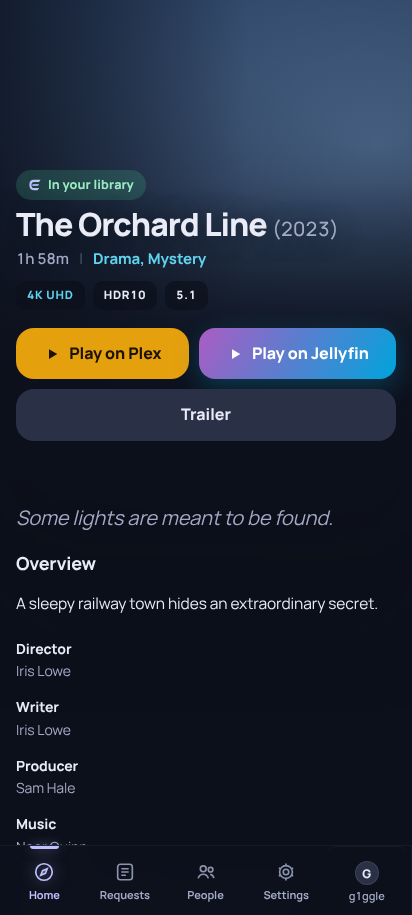 In your library
The Orchard Line (2023)
1h 58m | Drama, Mystery
4K UHD HDR10 5.1
Play on Plex Play on Jellyfin
Trailer
Some lights are meant to be found.
Overview
A sleepy railway town hides an extraordinary secret.
Director
Iris Lowe
Writer
Iris Lowe
Producer
Sam Hale
Music
G
Home Requests People Settings g1ggle